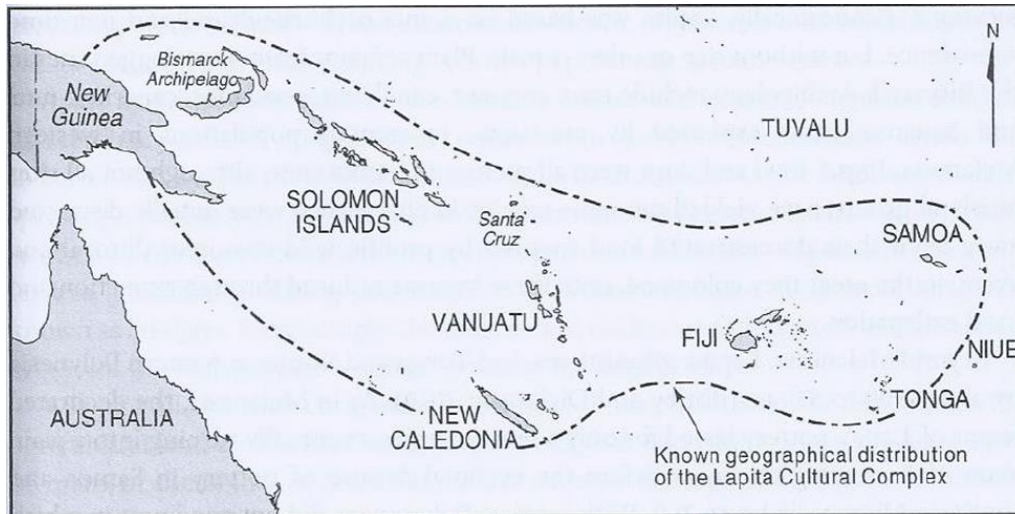 N
Bismarck
Archipelago
New
Guinea
TUVALU
SOLOMON
ISLANDS
Santa
Cruz
SAMOA
VANUATU
FIJI
NIUE
AUSTRALIA
NEW
CALEDONIA
TONGA
Known geographical distribution
of the Lapita Cultural Complex